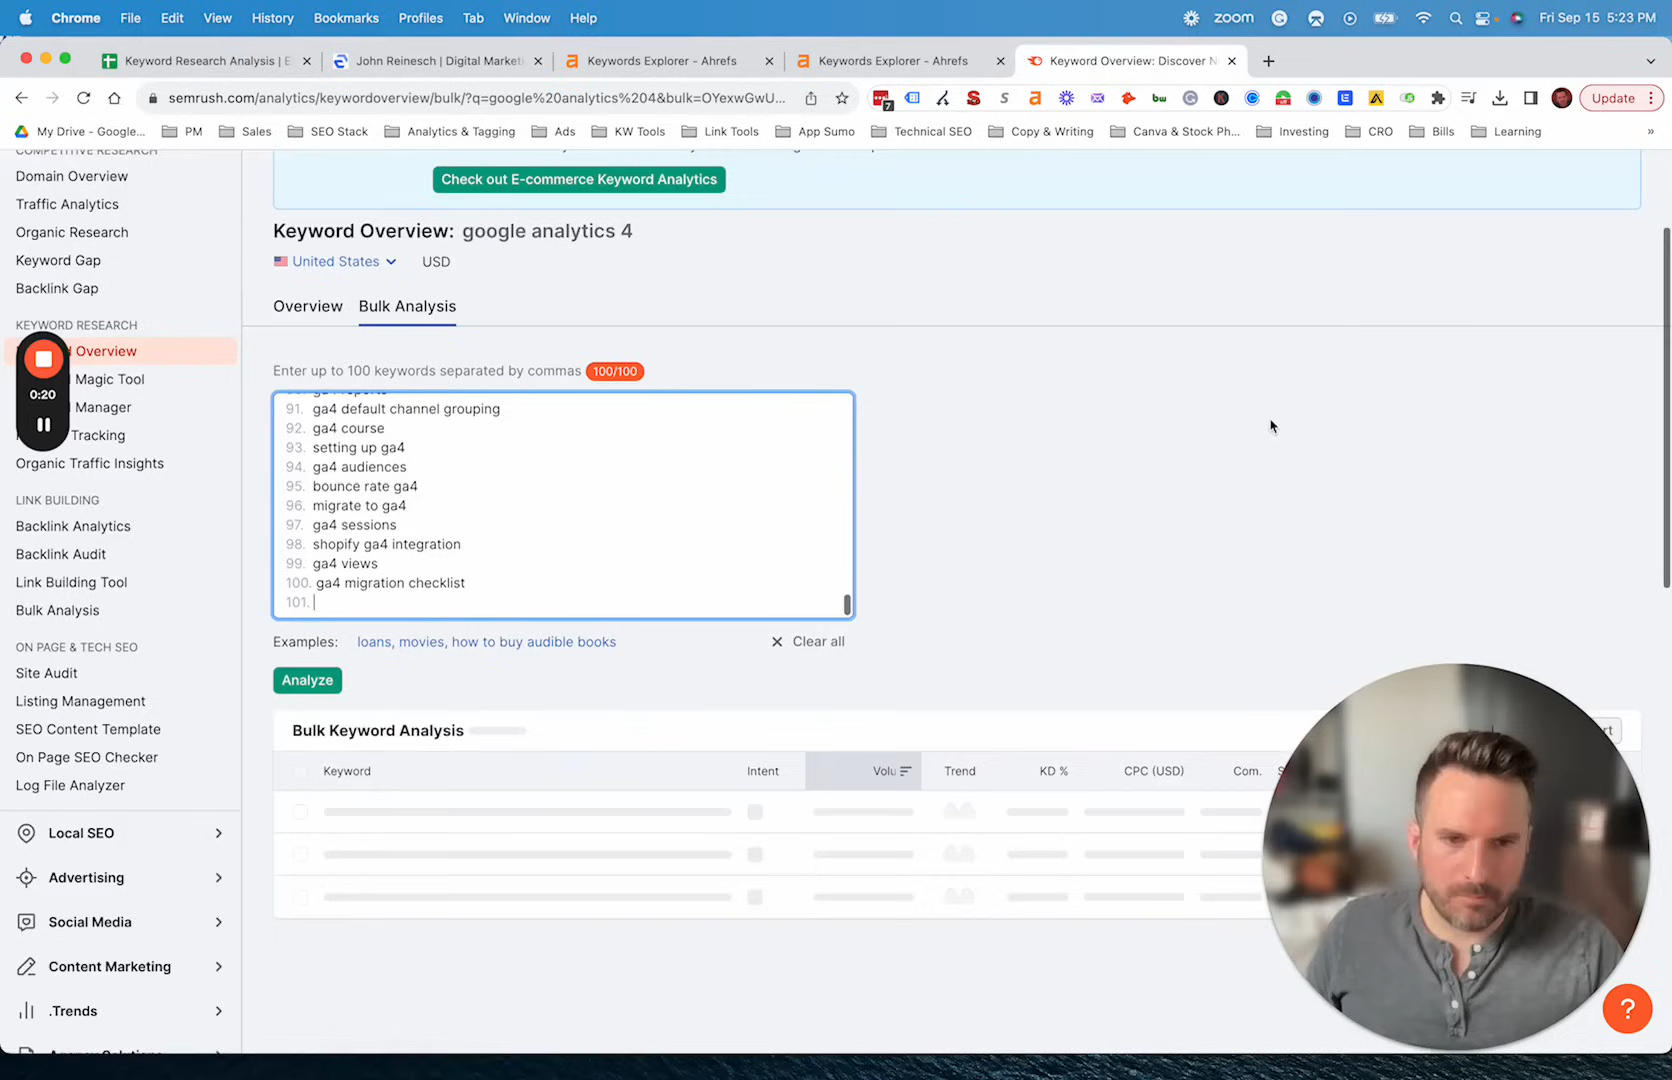 Chrome File Edit View History Bookmarks Profiles Tab Window Help
zoom Fri Sep 15 5:23 PM
Keyword Research Analysis | E
John Reinesch | Digital Market
Keywords Explorer - Ahrefs
Keywords Explorer - Ahrefs
Keyword Overview: Discover N
semrush.com/analytics/keywordoverview/bulk/?q=google%20analytics%204&bulk=OYexwGwU...
7
Update
My Drive - Google...
PM
Sales
SEO Stack
Analytics & Tagging
Ads
KW Tools
Link Tools
App Sumo
Technical SEO
Copy & Writing
Canva & Stock Ph...
Investing
CRO
Bills
Learning
»
COMPETITIVE RESEARCH
Domain Overview
Traffic Analytics
Organic Research
Keyword Gap
Backlink Gap
KEYWORD RESEARCH
Overview
Magic Tool
Manager
Tracking
Organic Traffic Insights
0:20
LINK BUILDING
Backlink Analytics
Backlink Audit
Link Building Tool
Bulk Analysis
ON PAGE & TECH SEO
Site Audit
Listing Management
SEO Content Template
On Page SEO Checker
Log File Analyzer
Local SEO
Advertising
Social Media
Content Marketing
.Trends
Check out E-commerce Keyword Analytics
Keyword Overview: google analytics 4
United States USD
Overview Bulk Analysis
Enter up to 100 keywords separated by commas 100/100
91. ga4 default channel grouping
92. ga4 course
93. setting up ga4
94. ga4 audiences
95. bounce rate ga4
96. migrate to ga4
97. ga4 sessions
98. shopify ga4 integration
99. ga4 views
100. ga4 migration checklist
101.
Examples: loans, movies, how to buy audible books
Clear all
Analyze
Bulk Keyword Analysis
rt
Keyword Intent Volu Trend KD % CPC (USD) Com. S
?